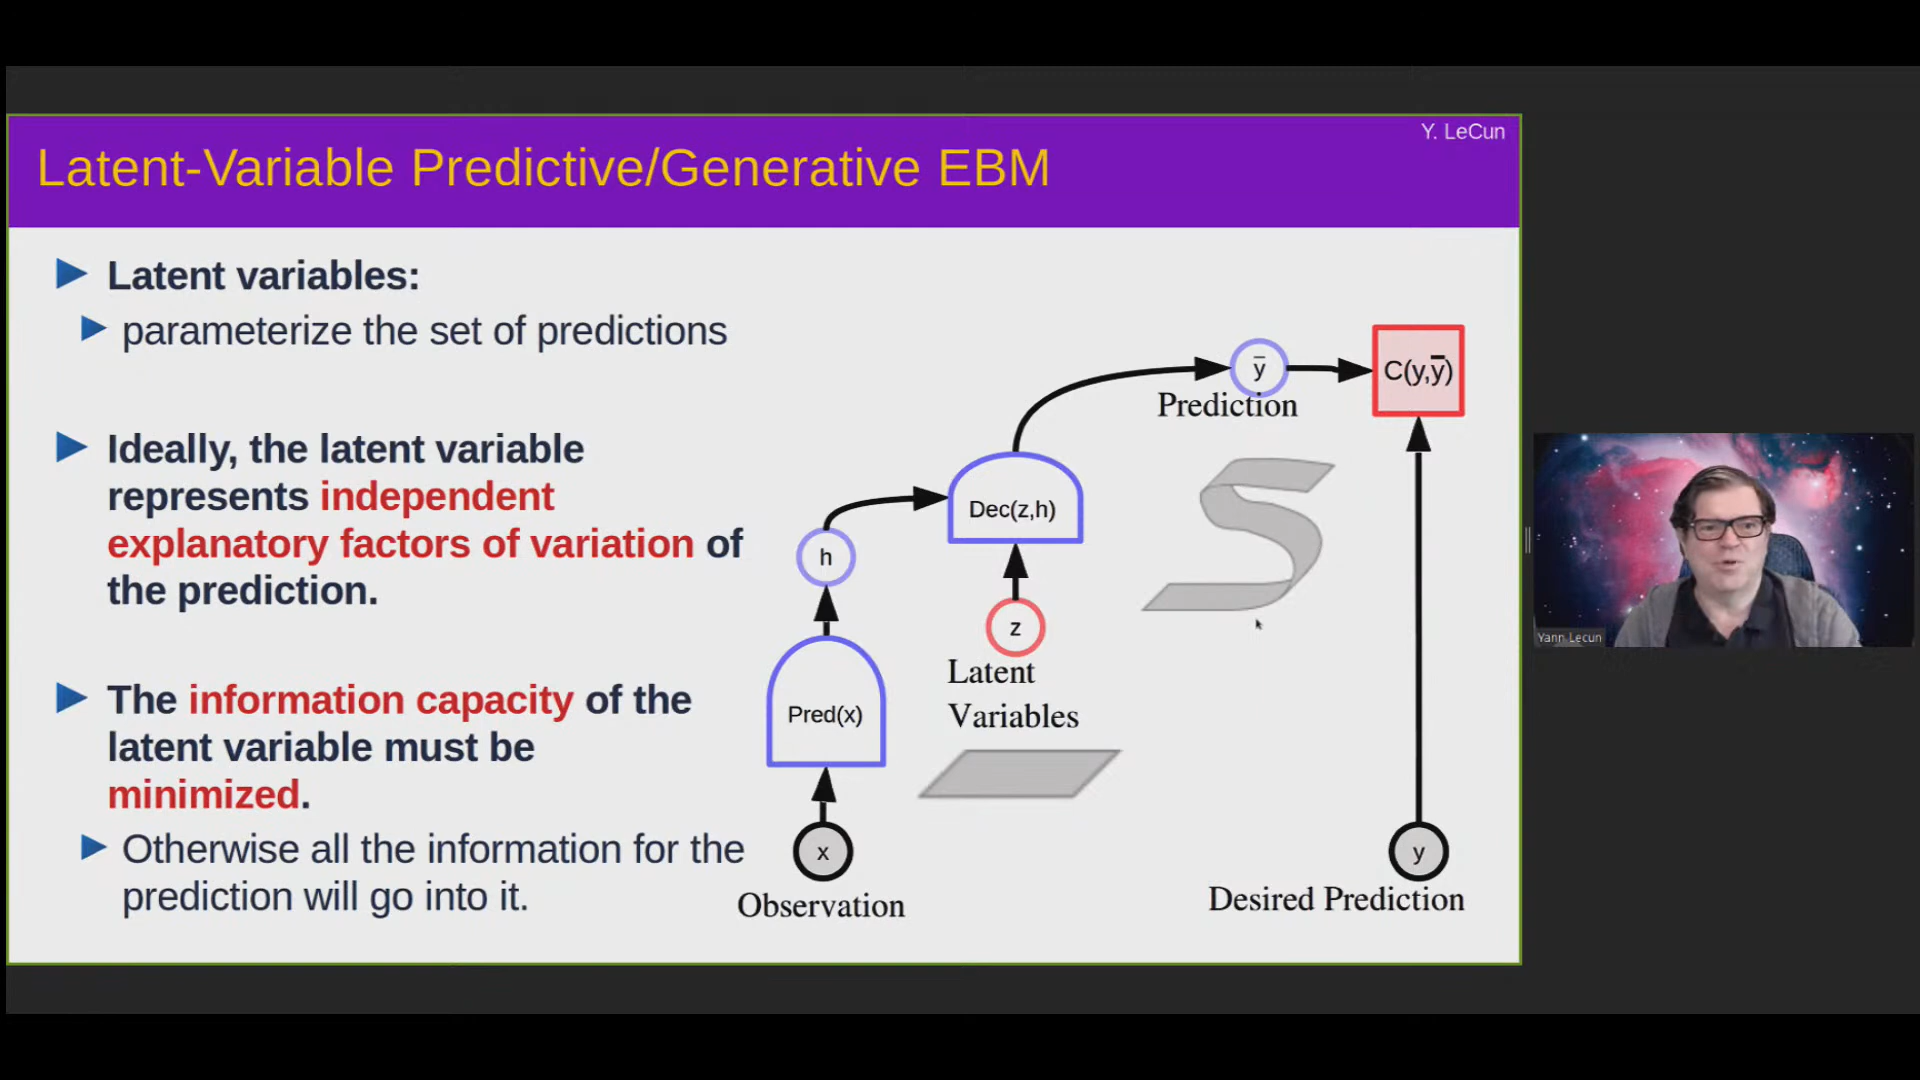 Y. LeCun
Latent-Variable Predictive/Generative EBM
Latent variables:
parameterize the set of predictions
Ideally, the latent variable
represents independent
explanatory factors of variation of
the prediction.
The information capacity of the
latent variable must be
minimized.
Otherwise all the information for the
prediction will go into it.
ȳ
Prediction
C(y,ȳ)
Dec(z,h)
h
z
Latent
Variables
Pred(x)
x
Observation
y
Desired Prediction
Yann Lecun